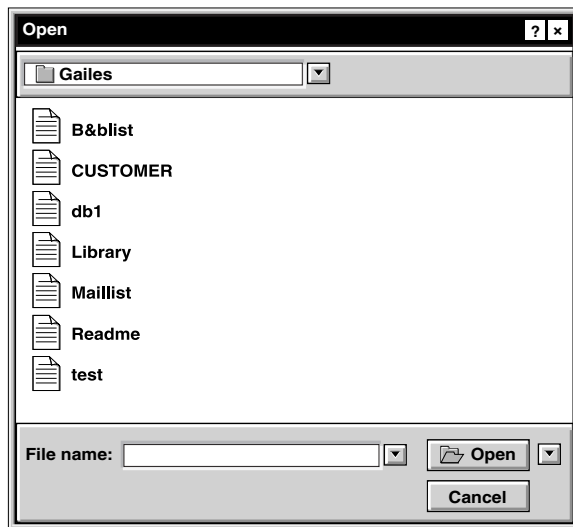 Open ? ×
Gailes
B&blist
CUSTOMER
db1
Library
Maillist
Readme
test
File name: Open
Cancel